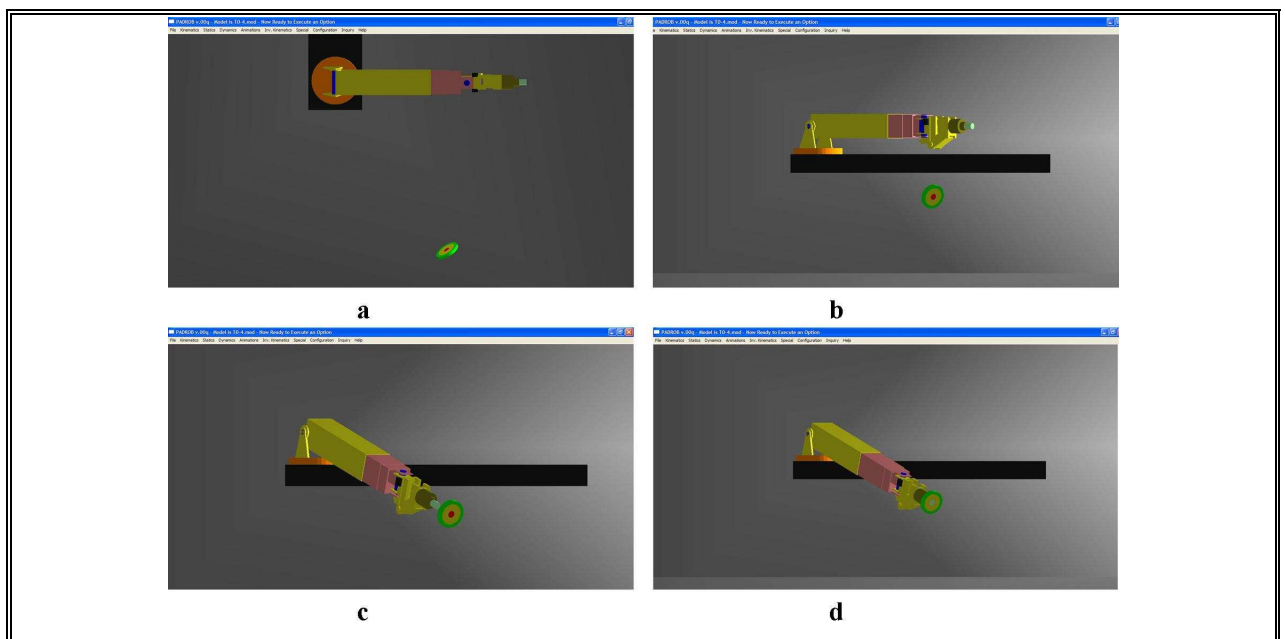 PADROB v.00q - Model is T0-4.mod - Now Ready to Execute an Option
File Kinematics Statics Dynamics Animations Inv. Kinematics Special Configuration Inquiry Help
PADROB v.00q - Model is T0-4.mod - Now Ready to Execute an Option
e Kinematics Statics Dynamics Animations Inv. Kinematics Special Configuration Inquiry Help
a
b
PADROB v.00q - Model is T0-4.mod - Now Ready to Execute an Option
File Kinematics Statics Dynamics Animations Inv. Kinematics Special Configuration Inquiry Help
PADROB v.00q - Model is T0-4.mod - Now Ready to Execute an Option
File Kinematics Statics Dynamics Animations Inv. Kinematics Special Configuration Inquiry Help
c
d